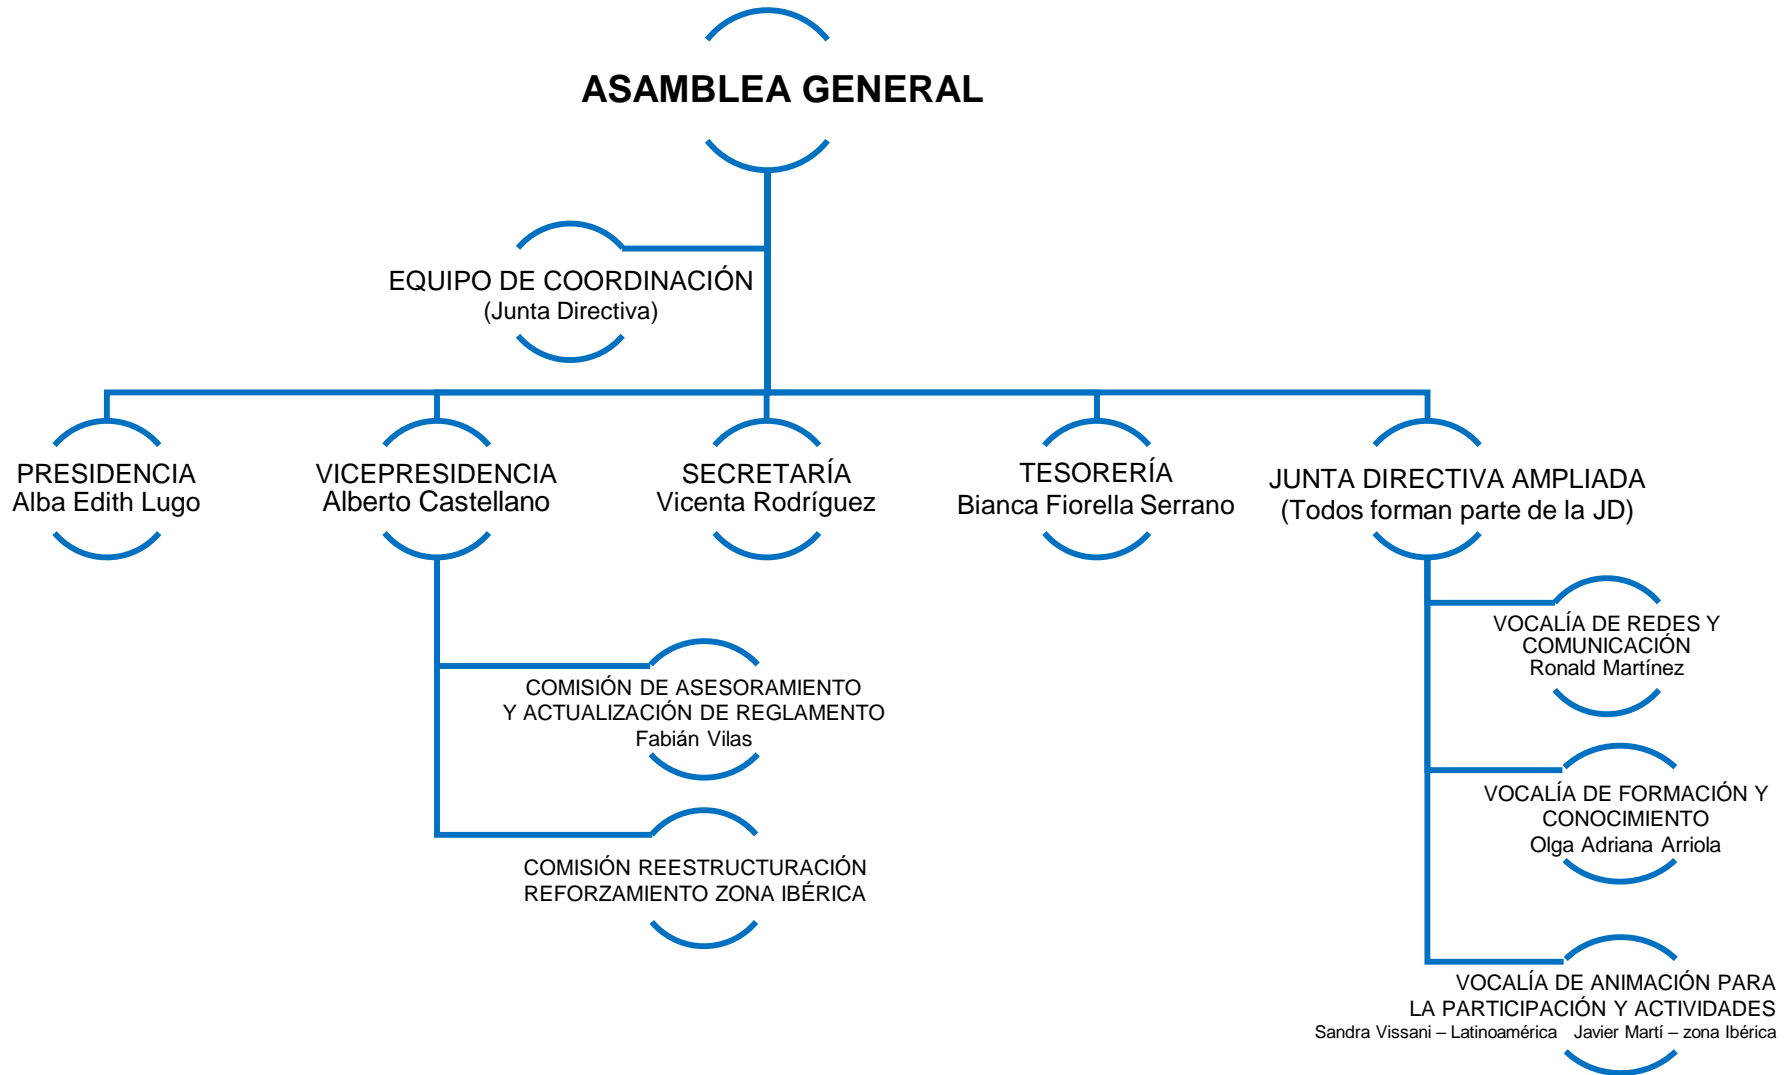 ASAMBLEA GENERAL
EQUIPO DE COORDINACIÓN
(Junta Directiva)
PRESIDENCIA
Alba Edith Lugo
VICEPRESIDENCIA
Alberto Castellano
SECRETARÍA
Vicenta Rodríguez
TESORERÍA
Bianca Fiorella Serrano
JUNTA DIRECTIVA AMPLIADA
(Todos forman parte de la JD)
COMISIÓN DE ASESORAMIENTO
Y ACTUALIZACIÓN DE REGLAMENTO
Fabián Vilas
COMISIÓN REESTRUCTURACIÓN
REFORZAMIENTO ZONA IBÉRICA
VOCALÍA DE REDES Y
COMUNICACIÓN
Ronald Martínez
VOCALÍA DE FORMACIÓN Y
CONOCIMIENTO
Olga Adriana Arriola
VOCALÍA DE ANIMACIÓN PARA
LA PARTICIPACIÓN Y ACTIVIDADES
Sandra Vissani – Latinoamérica Javier Martí – zona Ibérica